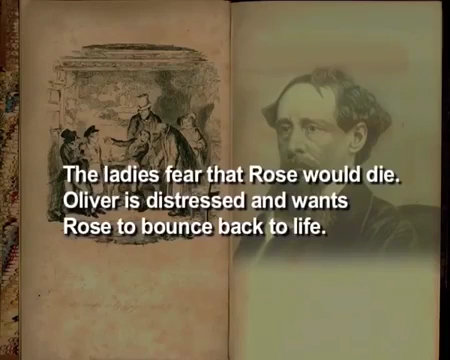 The ladies fear that Rose would die.
Oliver is distressed and wants
Rose to bounce back to life.